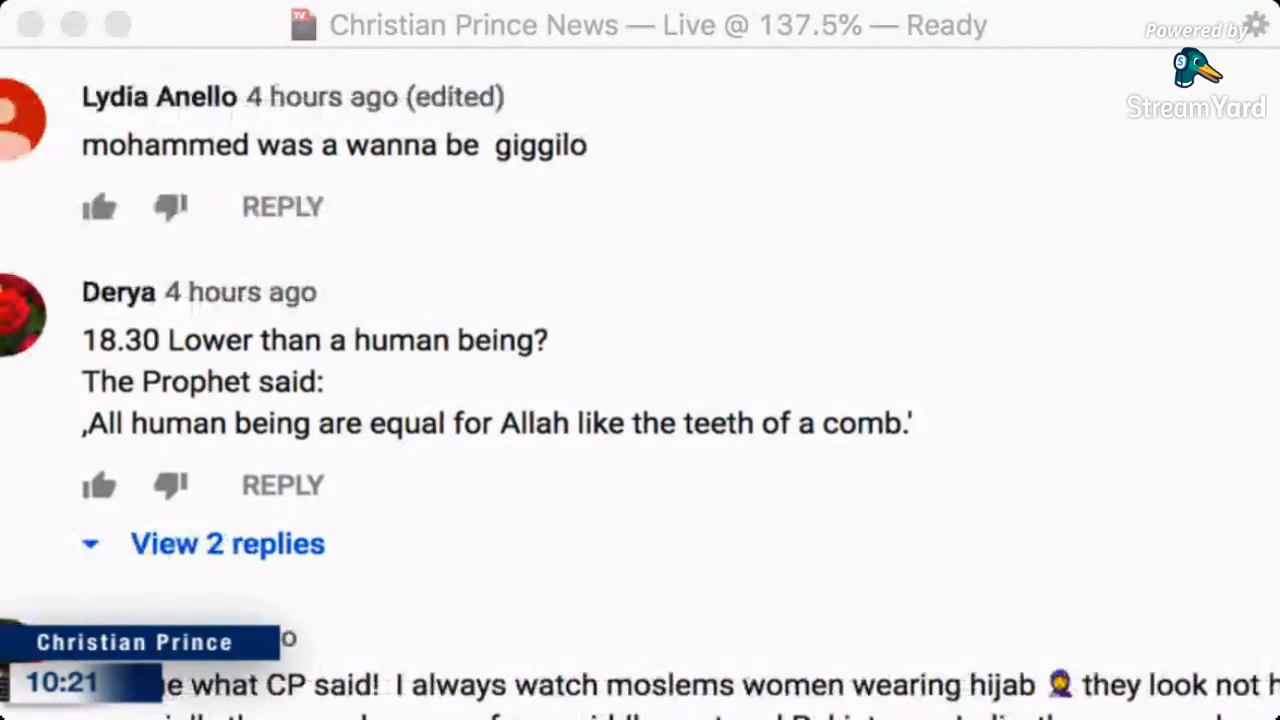 Christian Prince News — Live @ 137.5% — Ready
Powered by
StreamYard
Lydia Anello 4 hours ago (edited)
mohammed was a wanna be giggilo
REPLY
Derya 4 hours ago
18.30 Lower than a human being?
The Prophet said:
‚All human being are equal for Allah like the teeth of a comb.'
REPLY
View 2 replies
Christian Prince
10:21
what CP said! I always watch moslems women wearing hijab 🧕 they look not